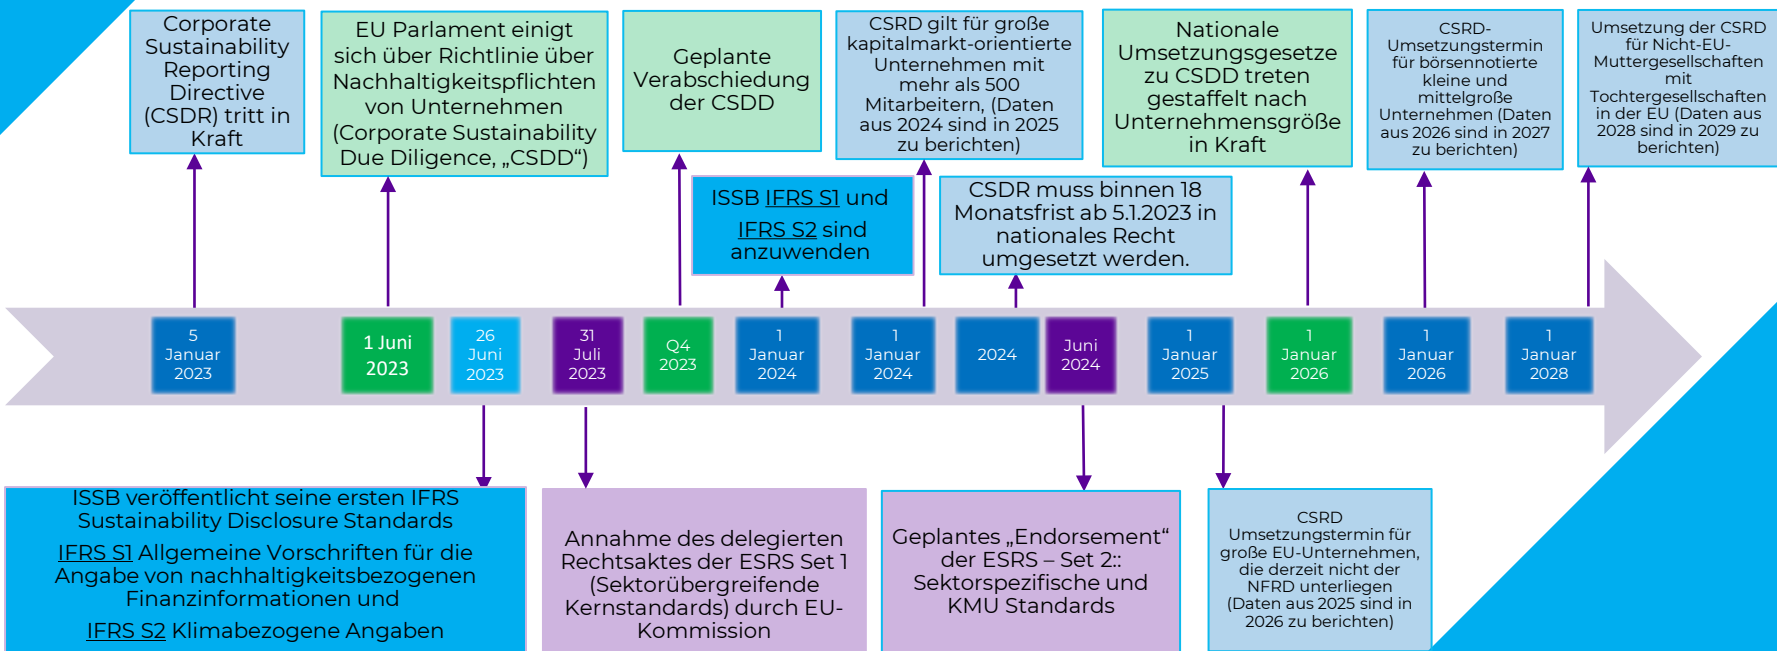 Corporate
Sustainability
Reporting
Directive
(CSDR) tritt in
Kraft
EU Parlament einigt
sich über Richtlinie über
Nachhaltigkeitspflichten
von Unternehmen
(Corporate Sustainability
Due Diligence, „CSDD“)
Geplante
Verabschiedung
der CSDD
CSRD gilt für große
kapitalmarkt-orientierte
Unternehmen mit
mehr als 500
Mitarbeitern, (Daten
aus 2024 sind in 2025
zu berichten)
Nationale
Umsetzungsgesetze
zu CSDD treten
gestaffelt nach
Unternehmensgröße
in Kraft
CSRD-
Umsetzungstermin
für börsennotierte
kleine und
mittelgroße
Unternehmen (Daten
aus 2026 sind in 2027
zu berichten)
Umsetzung der CSRD
für Nicht-EU-
Muttergesellschaften
mit
Tochtergesellschaften
in der EU (Daten aus
2028 sind in 2029 zu
berichten)
ISSB IFRS S1 und
IFRS S2 sind
anzuwenden
CSDR muss binnen 18
Monatsfrist ab 5.1.2023 in
nationales Recht
umgesetzt werden.
5
Januar
2023
1 Juni
2023
26
Juni
2023
31
Juli
2023
Q4
2023
1
Januar
2024
1
Januar
2024
2024
Juni
2024
1
Januar
2025
1
Januar
2026
1
Januar
2026
1
Januar
2028
ISSB veröffentlicht seine ersten IFRS
Sustainability Disclosure Standards
IFRS S1 Allgemeine Vorschriften für die
Angabe von nachhaltigkeitsbezogenen
Finanzinformationen und
IFRS S2 Klimabezogene Angaben
Annahme des delegierten
Rechtsaktes der ESRS Set 1
(Sektorübergreifende
Kernstandards) durch EU-
Kommission
Geplantes „Endorsement“
der ESRS – Set 2::
Sektorspezifische und
KMU Standards
CSRD
Umsetzungstermin für
große EU-Unternehmen,
die derzeit nicht der
NFRD unterliegen
(Daten aus 2025 sind in
2026 zu berichten)